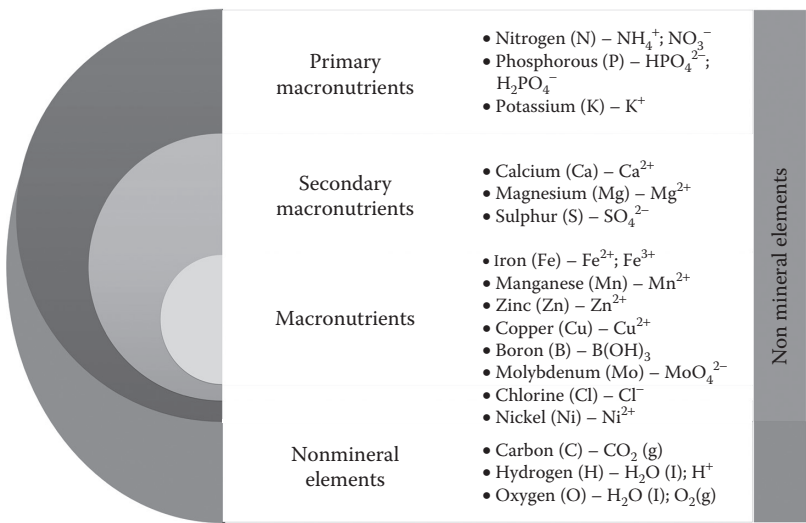 Primary
macronutrients
• Nitrogen (N) – NH₄⁺; NO₃⁻
• Phosphorous (P) – HPO₄²⁻;
H₂PO₄⁻
• Potassium (K) – K⁺
Secondary
macronutrients
• Calcium (Ca) – Ca²⁺
• Magnesium (Mg) – Mg²⁺
• Sulphur (S) – SO₄²⁻
Macronutrients
• Iron (Fe) – Fe²⁺; Fe³⁺
• Manganese (Mn) – Mn²⁺
• Zinc (Zn) – Zn²⁺
• Copper (Cu) – Cu²⁺
• Boron (B) – B(OH)₃
• Molybdenum (Mo) – MoO₄²⁻
• Chlorine (Cl) – Cl⁻
• Nickel (Ni) – Ni²⁺
Nonmineral
elements
• Carbon (C) – CO₂ (g)
• Hydrogen (H) – H₂O (I); H⁺
• Oxygen (O) – H₂O (I); O₂(g)
Non mineral elements